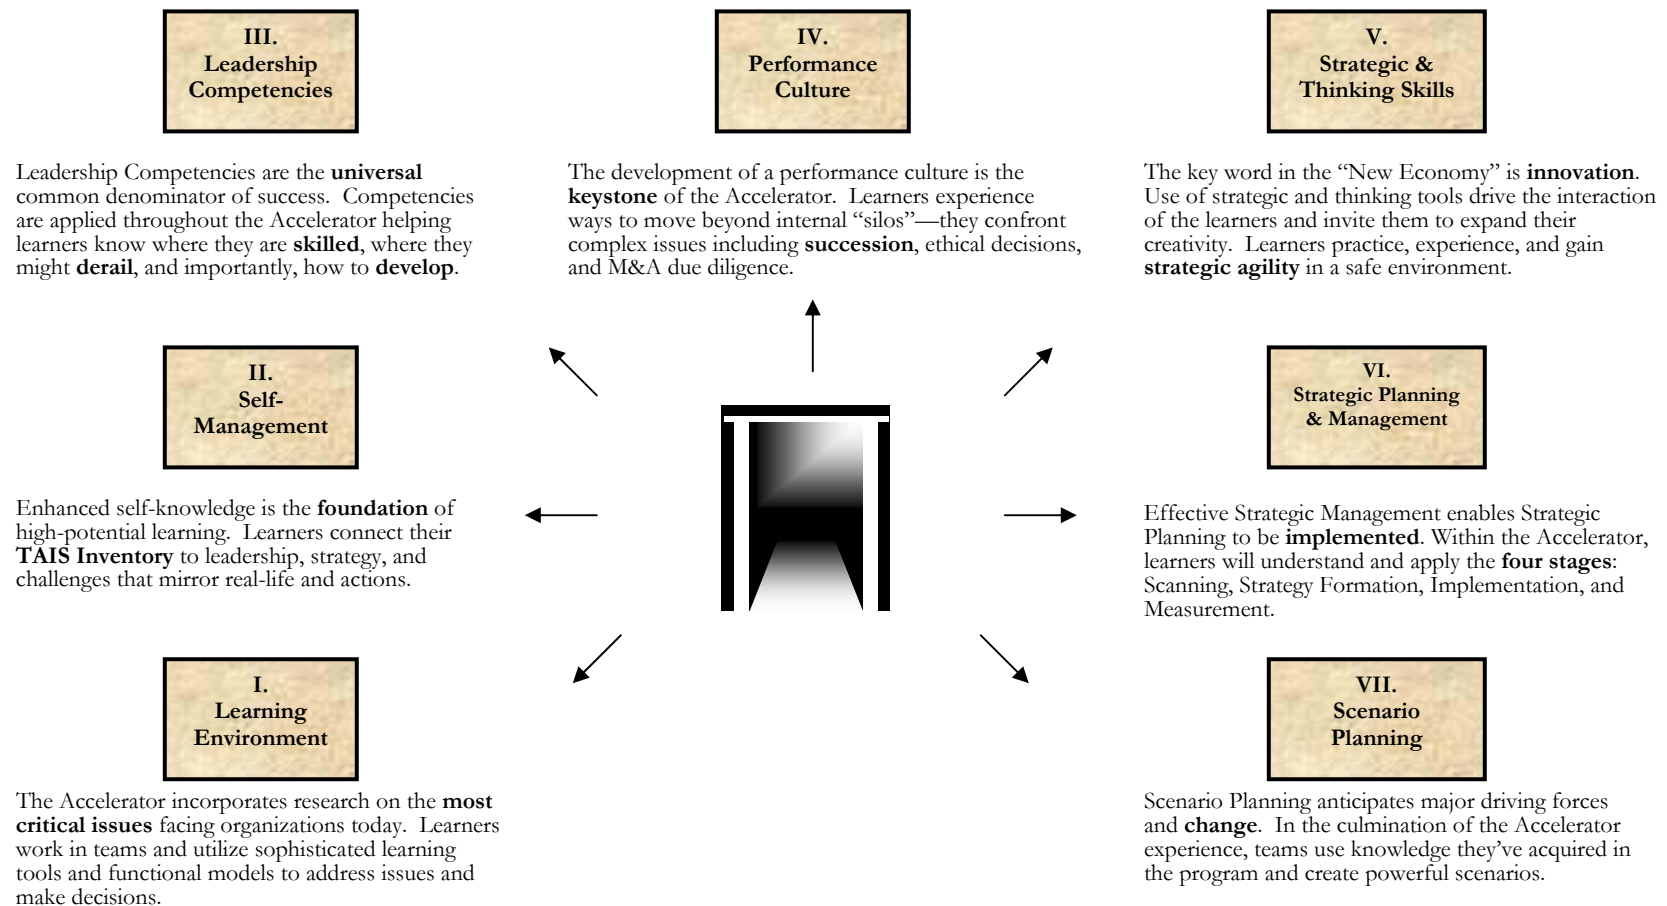 III.
Leadership
Competencies
Leadership Competencies are the universal
common denominator of success.  Competencies
are applied throughout the Accelerator helping
learners know where they are skilled, where they
might derail, and importantly, how to develop.
IV.
Performance
Culture
The development of a performance culture is the
keystone of the Accelerator.  Learners experience
ways to move beyond internal “silos”—they confront
complex issues including succession, ethical decisions,
and M&A due diligence.
V.
Strategic &
Thinking Skills
The key word in the “New Economy” is innovation.
Use of strategic and thinking tools drive the interaction
of the learners and invite them to expand their
creativity.  Learners practice, experience, and gain
strategic agility in a safe environment.
II.
Self-
Management
Enhanced self-knowledge is the foundation of
high-potential learning.  Learners connect their
TAIS Inventory to leadership, strategy, and
challenges that mirror real-life and actions.
VI.
Strategic Planning
& Management
Effective Strategic Management enables Strategic
Planning to be implemented. Within the Accelerator,
learners will understand and apply the four stages:
Scanning, Strategy Formation, Implementation, and
Measurement.
I.
Learning
Environment
The Accelerator incorporates research on the most
critical issues facing organizations today.  Learners
work in teams and utilize sophisticated learning
tools and functional models to address issues and
make decisions.
VII.
Scenario
Planning
Scenario Planning anticipates major driving forces
and change.  In the culmination of the Accelerator
experience, teams use knowledge they’ve acquired in
the program and create powerful scenarios.